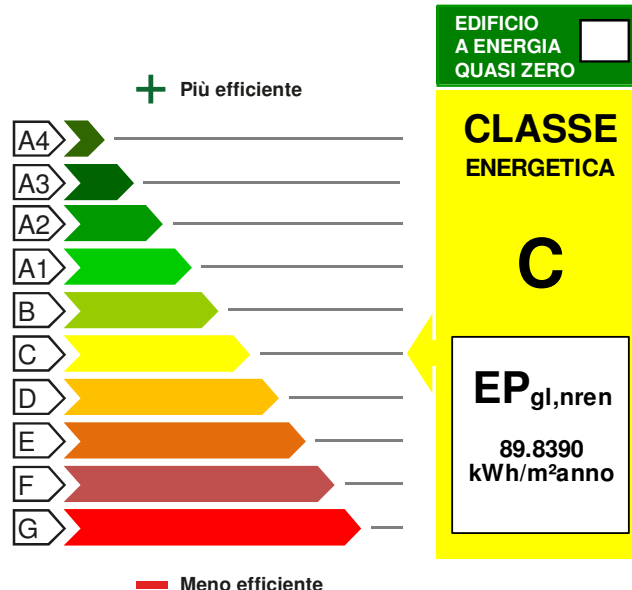 EDIFICIO
A ENERGIA
QUASI ZERO
Più efficiente
A4
A3
A2
A1
B
C
D
E
F
G
Meno efficiente
CLASSE
ENERGETICA
C
EPgl,nren
89.8390
kWh/m²anno